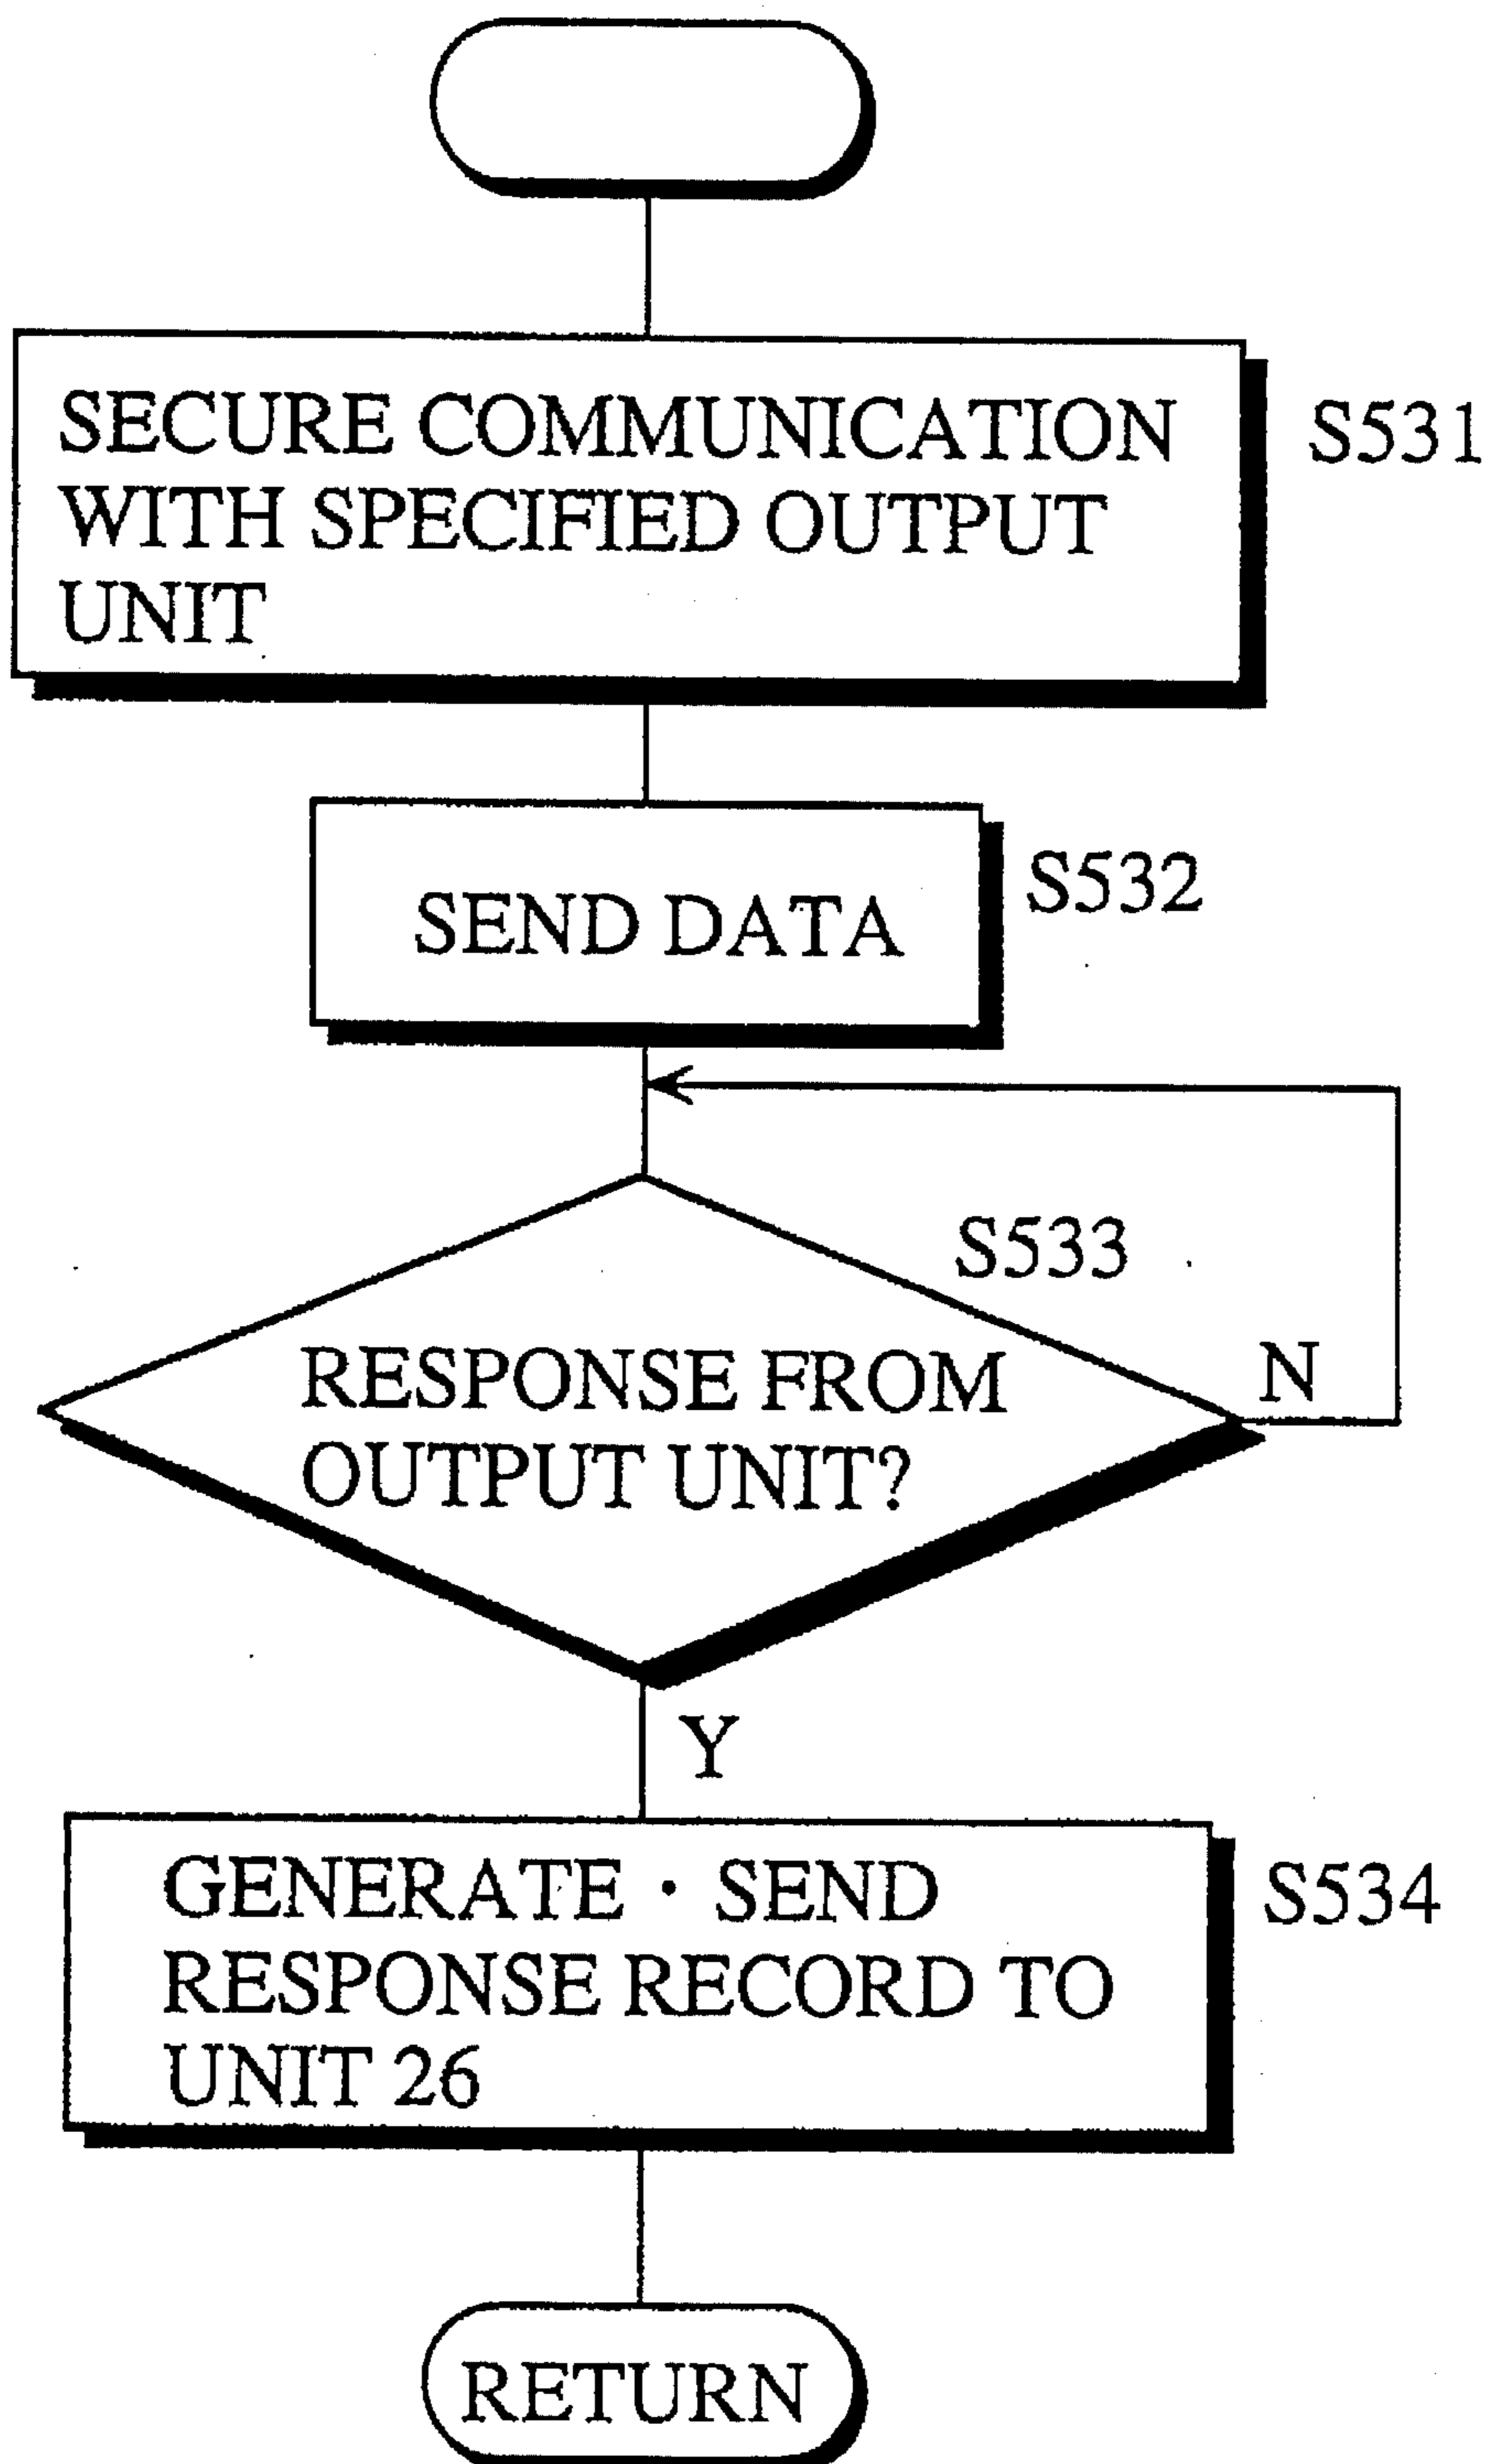 SECURE COMMUNICATION
WITH SPECIFIED OUTPUT
UNIT
S531
SEND DATA
S532
S533
RESPONSE FROM
OUTPUT UNIT?
N
Y
GENERATE · SEND
RESPONSE RECORD TO
UNIT 26
S534
RETURN